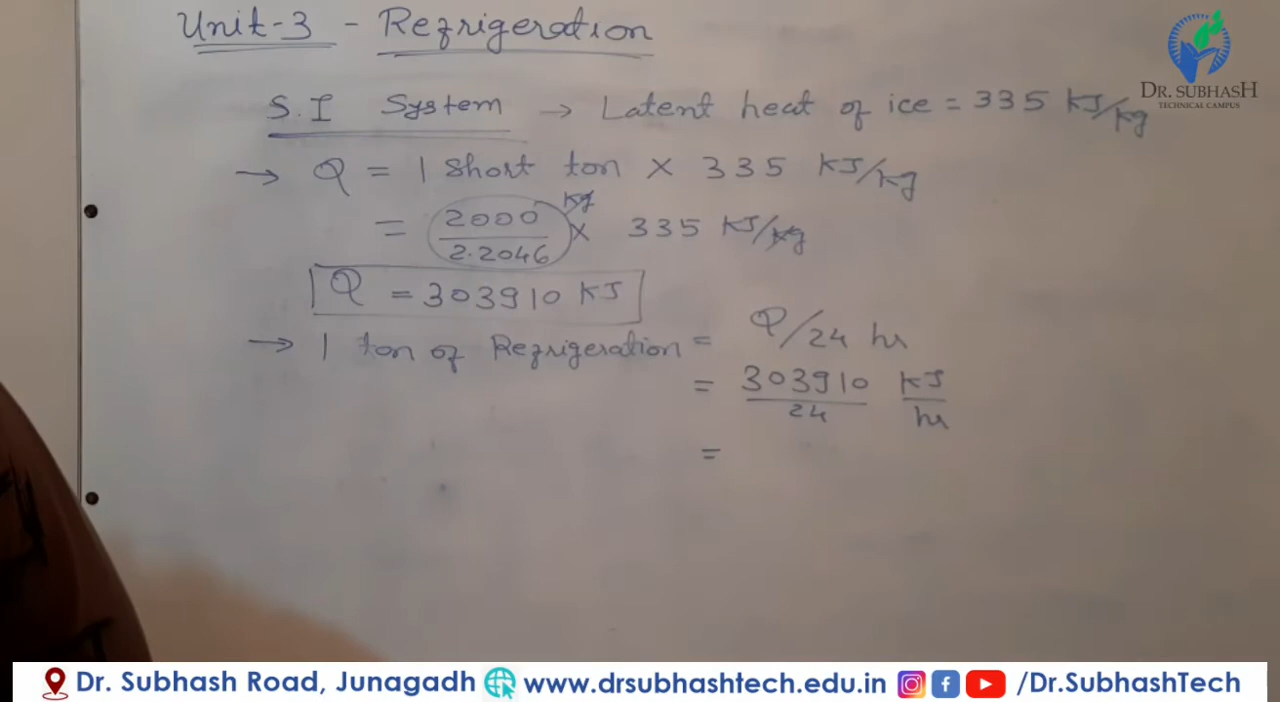 Unit-3 - Refrigeration
DR. SUBHASH
TECHNICAL CAMPUS
S.I System → Latent heat of ice = 335 KJ/kg
→ Q = 1 Short ton × 335 KJ/kg
= 2000/2.2046 kg × 335 KJ/kg
Q = 303910 KJ
→ 1 ton of Refrigeration = Q/24 hr
= 303910/24 KJ/hr
=
Dr. Subhash Road, Junagadh www.drsubhashtech.edu.in /Dr.SubhashTech